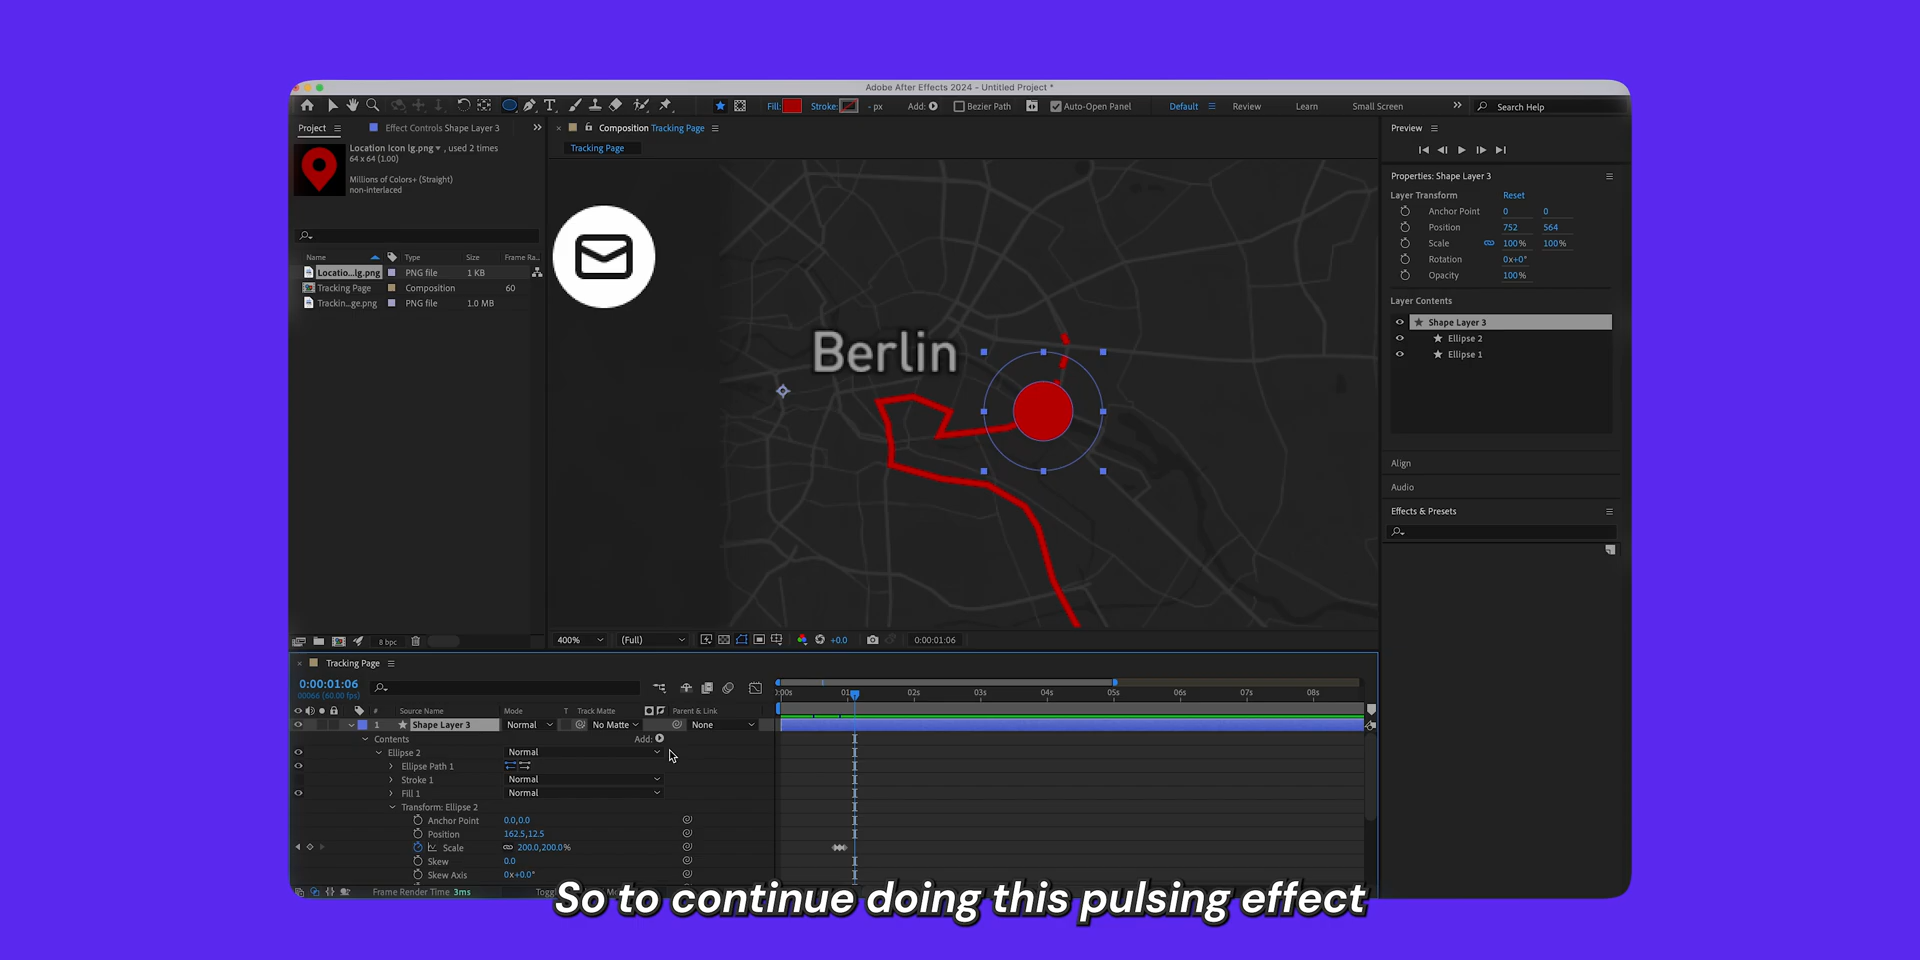 Adobe After Effects 2024 - Untitled Project *
Fill: Stroke: - px Add: Bezier Path Auto-Open Panel Default Review Learn Small Screen Search Help
Project Effect Controls Shape Layer 3
Location Icon lg.png, used 2 times
64 x 64 (1.00)
Millions of Colors+ (Straight)
non-interlaced
Name Type Size Frame Ra..
Locatio...lg.png PNG file 1 KB
Tracking Page Composition 60
Trackin...ge.png PNG file 1.0 MB
8 bpc
Composition Tracking Page
Tracking Page
Berlin
400% (Full) +0.0 0:00:01:06
Preview
Properties: Shape Layer 3
Layer Transform Reset
Anchor Point 0 0
Position 752 564
Scale 100% 100%
Rotation 0x+0°
Opacity 100%
Layer Contents
Shape Layer 3
Ellipse 2
Ellipse 1
Align
Audio
Effects & Presets
Tracking Page
0:00:01:06
00066 (60.00 fps)
:00s 01 02s 03s 04s 05s 06s 07s 08s
# Source Name Mode T Track Matte Parent & Link
1 Shape Layer 3 Normal No Matte None
Contents Add:
Ellipse 2 Normal
Ellipse Path 1
Stroke 1 Normal
Fill 1 Normal
Transform: Ellipse 2
Anchor Point 0.0,0.0
Position 162.5,12.5
Scale 200.0,200.0%
Skew 0.0
Skew Axis 0x+0.0°
Frame Render Time 3ms
So to continue doing this pulsing effect